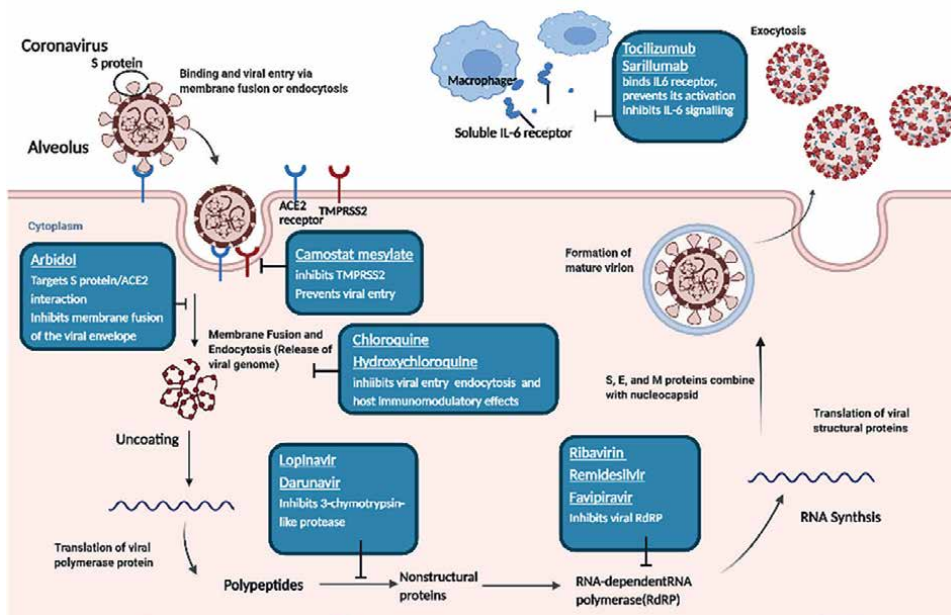 Coronavirus
S protein
Binding and viral entry via
membrane fusion or endocytosis
Alveolus
Macrophages
Soluble IL-6 receptor
Tocilizumub
Sarillumab
binds IL6 receptor,
prevents its activation
Inhibits IL-6 signalling
Exocytosis
ACE2
receptor
TMPRSS2
Cytoplasm
Arbidol
Targets S protein/ACE2
interaction
Inhibits membrane fusion
of the viral envelope
Camostat mesylate
inhibits TMPRSS2
Prevents viral entry
Formation of
mature virion
Membrane Fusion and
Endocytosis (Release of
viral genome)
Chloroquine
Hydroxychloroquine
inhiibits viral entry endocytosis and
host immunomodulatory effects
S, E, and M proteins combine
with nucleocapsid
Translation of viral
structural proteins
Uncoating
Lopinavir
Darunavir
Inhibits 3-chymotrypsin-
like protease
Ribavirin
Remidesilvir
Favipiravir
Inhibits viral RdRP
RNA Synthsis
Translation of viral
polymerase protein
Polypeptides
Nonstructural
proteins
RNA-dependentRNA
polymerase(RdRP)